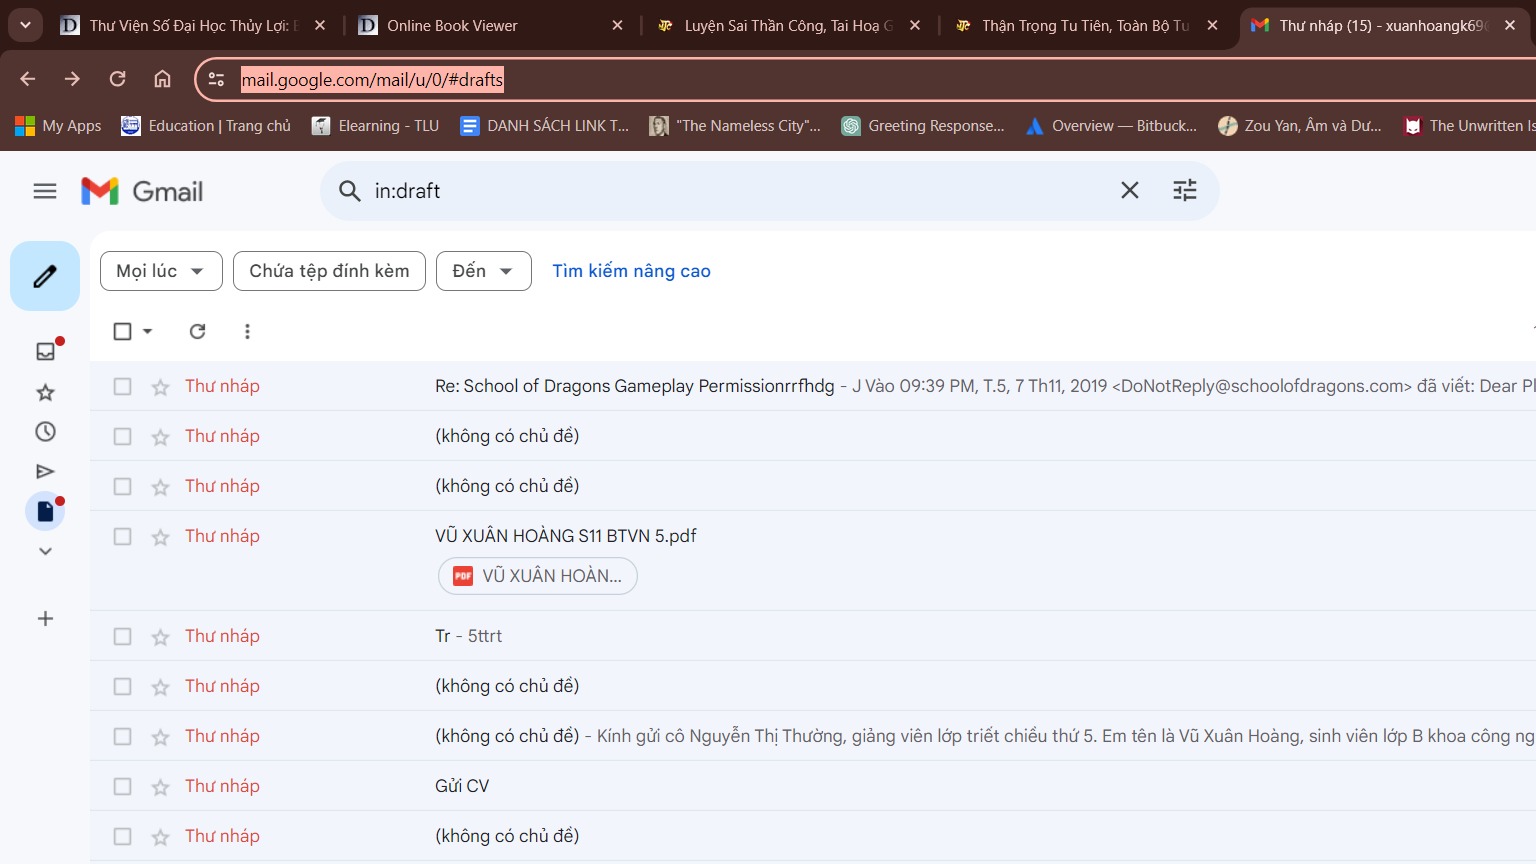 Thư Viện Số Đại Học Thủy Lợi:
Online Book Viewer
Luyện Sai Thần Công, Tai Hoạ
Thận Trọng Tu Tiên, Toàn Bộ Tu
Thư nháp (15) - xuanhoangk69
mail.google.com/mail/u/0/#drafts
My Apps
Education | Trang chủ
Elearning - TLU
DANH SÁCH LINK T...
"The Nameless City"...
Greeting Response...
Overview — Bitbuck...
Zou Yan, Âm và Dư...
The Unwritten
Gmail
in:draft
Mọi lúc
Chứa tệp đính kèm
Đến
Tìm kiếm nâng cao
Thư nháp Re: School of Dragons Gameplay Permissionrrfhdg - J Vào 09:39 PM, T.5, 7 Th11, 2019 <DoNotReply@schoolofdragons.com> đã viết: Dear
Thư nháp (không có chủ đề)
Thư nháp (không có chủ đề)
Thư nháp VŨ XUÂN HOÀNG S11 BTVN 5.pdf
PDF VŨ XUÂN HOÀN...
Thư nháp Tr - 5ttrt
Thư nháp (không có chủ đề)
Thư nháp (không có chủ đề) - Kính gửi cô Nguyễn Thị Thường, giảng viên lớp triết chiều thứ 5. Em tên là Vũ Xuân Hoàng, sinh viên lớp B khoa công
Thư nháp Gửi CV
Thư nháp (không có chủ đề)